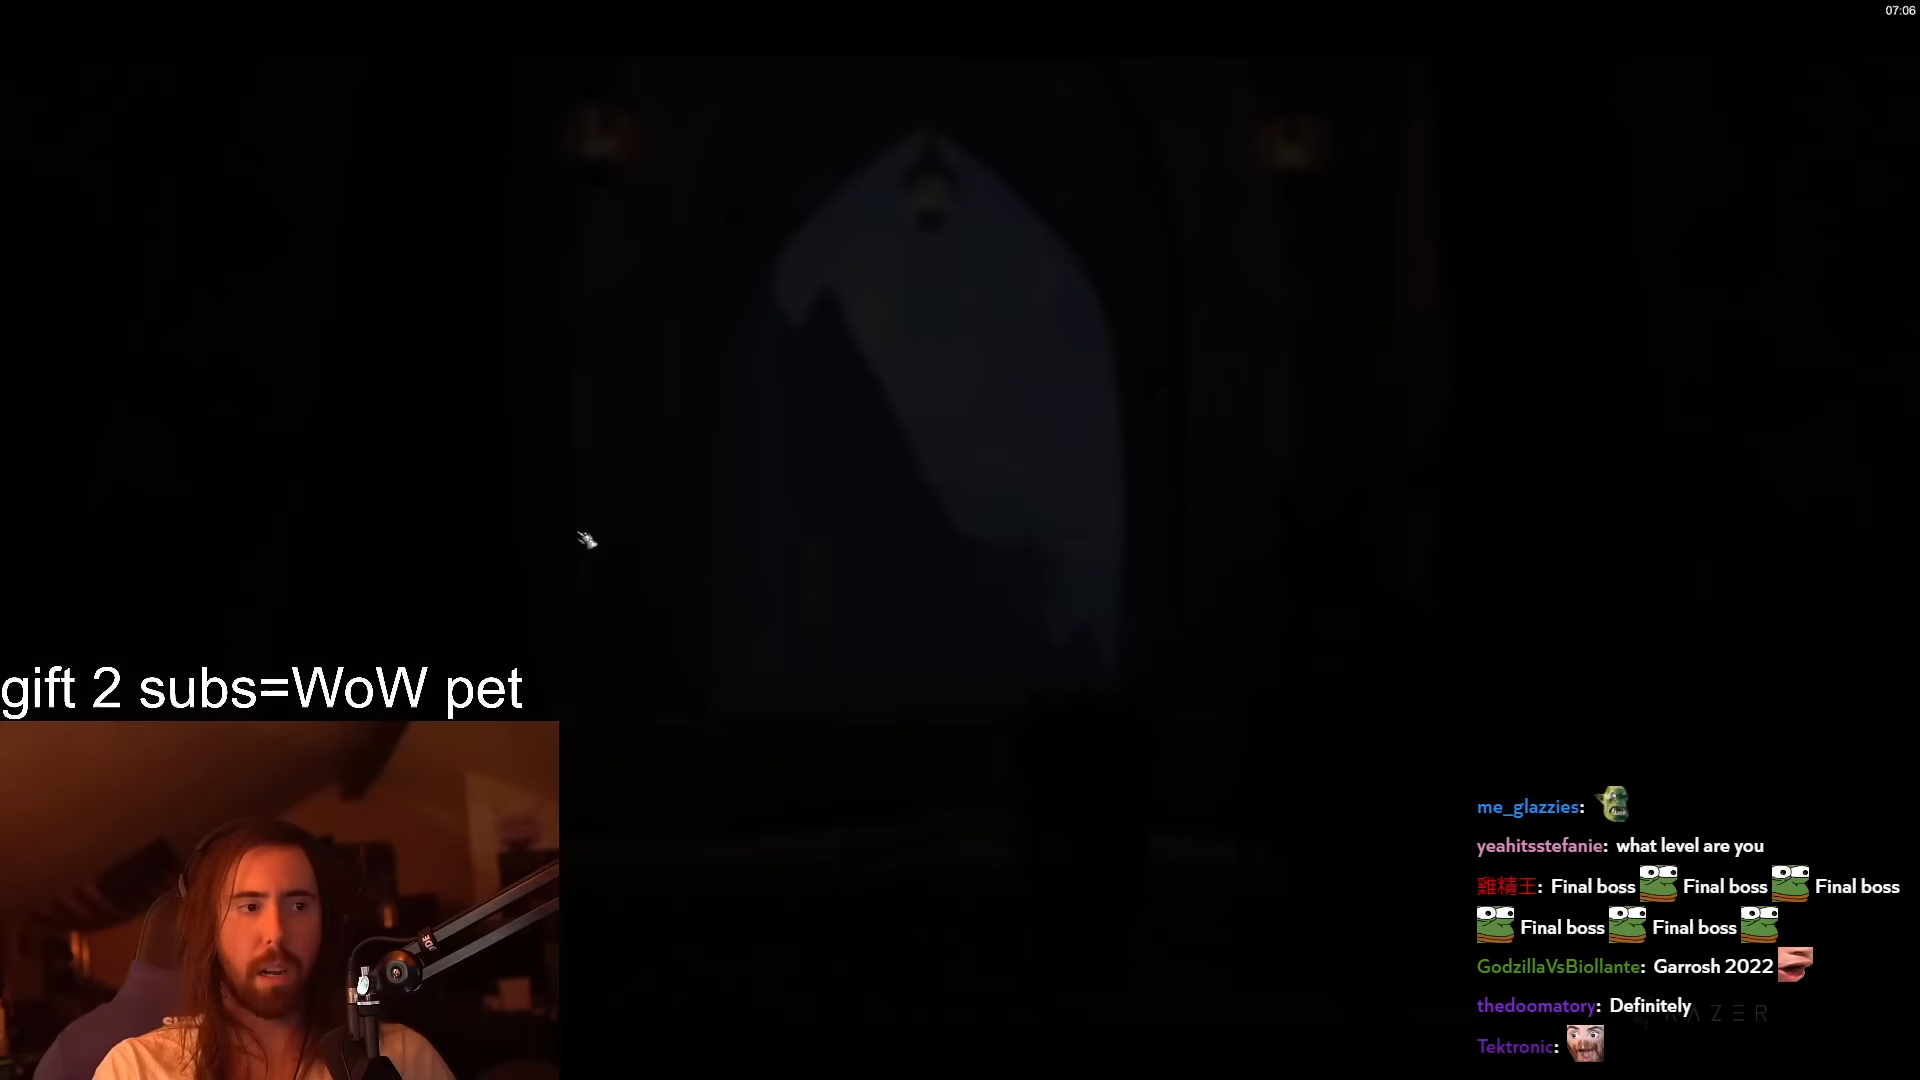 07:06
gift 2 subs=WoW pet
me_glazzies:
yeahitsstefanie: what level are you
雞精王: Final boss Final boss Final boss
Final boss Final boss
GodzillaVsBiollante: Garrosh 2022
thedoomatory: Definitely
RAZER
Tektronic: